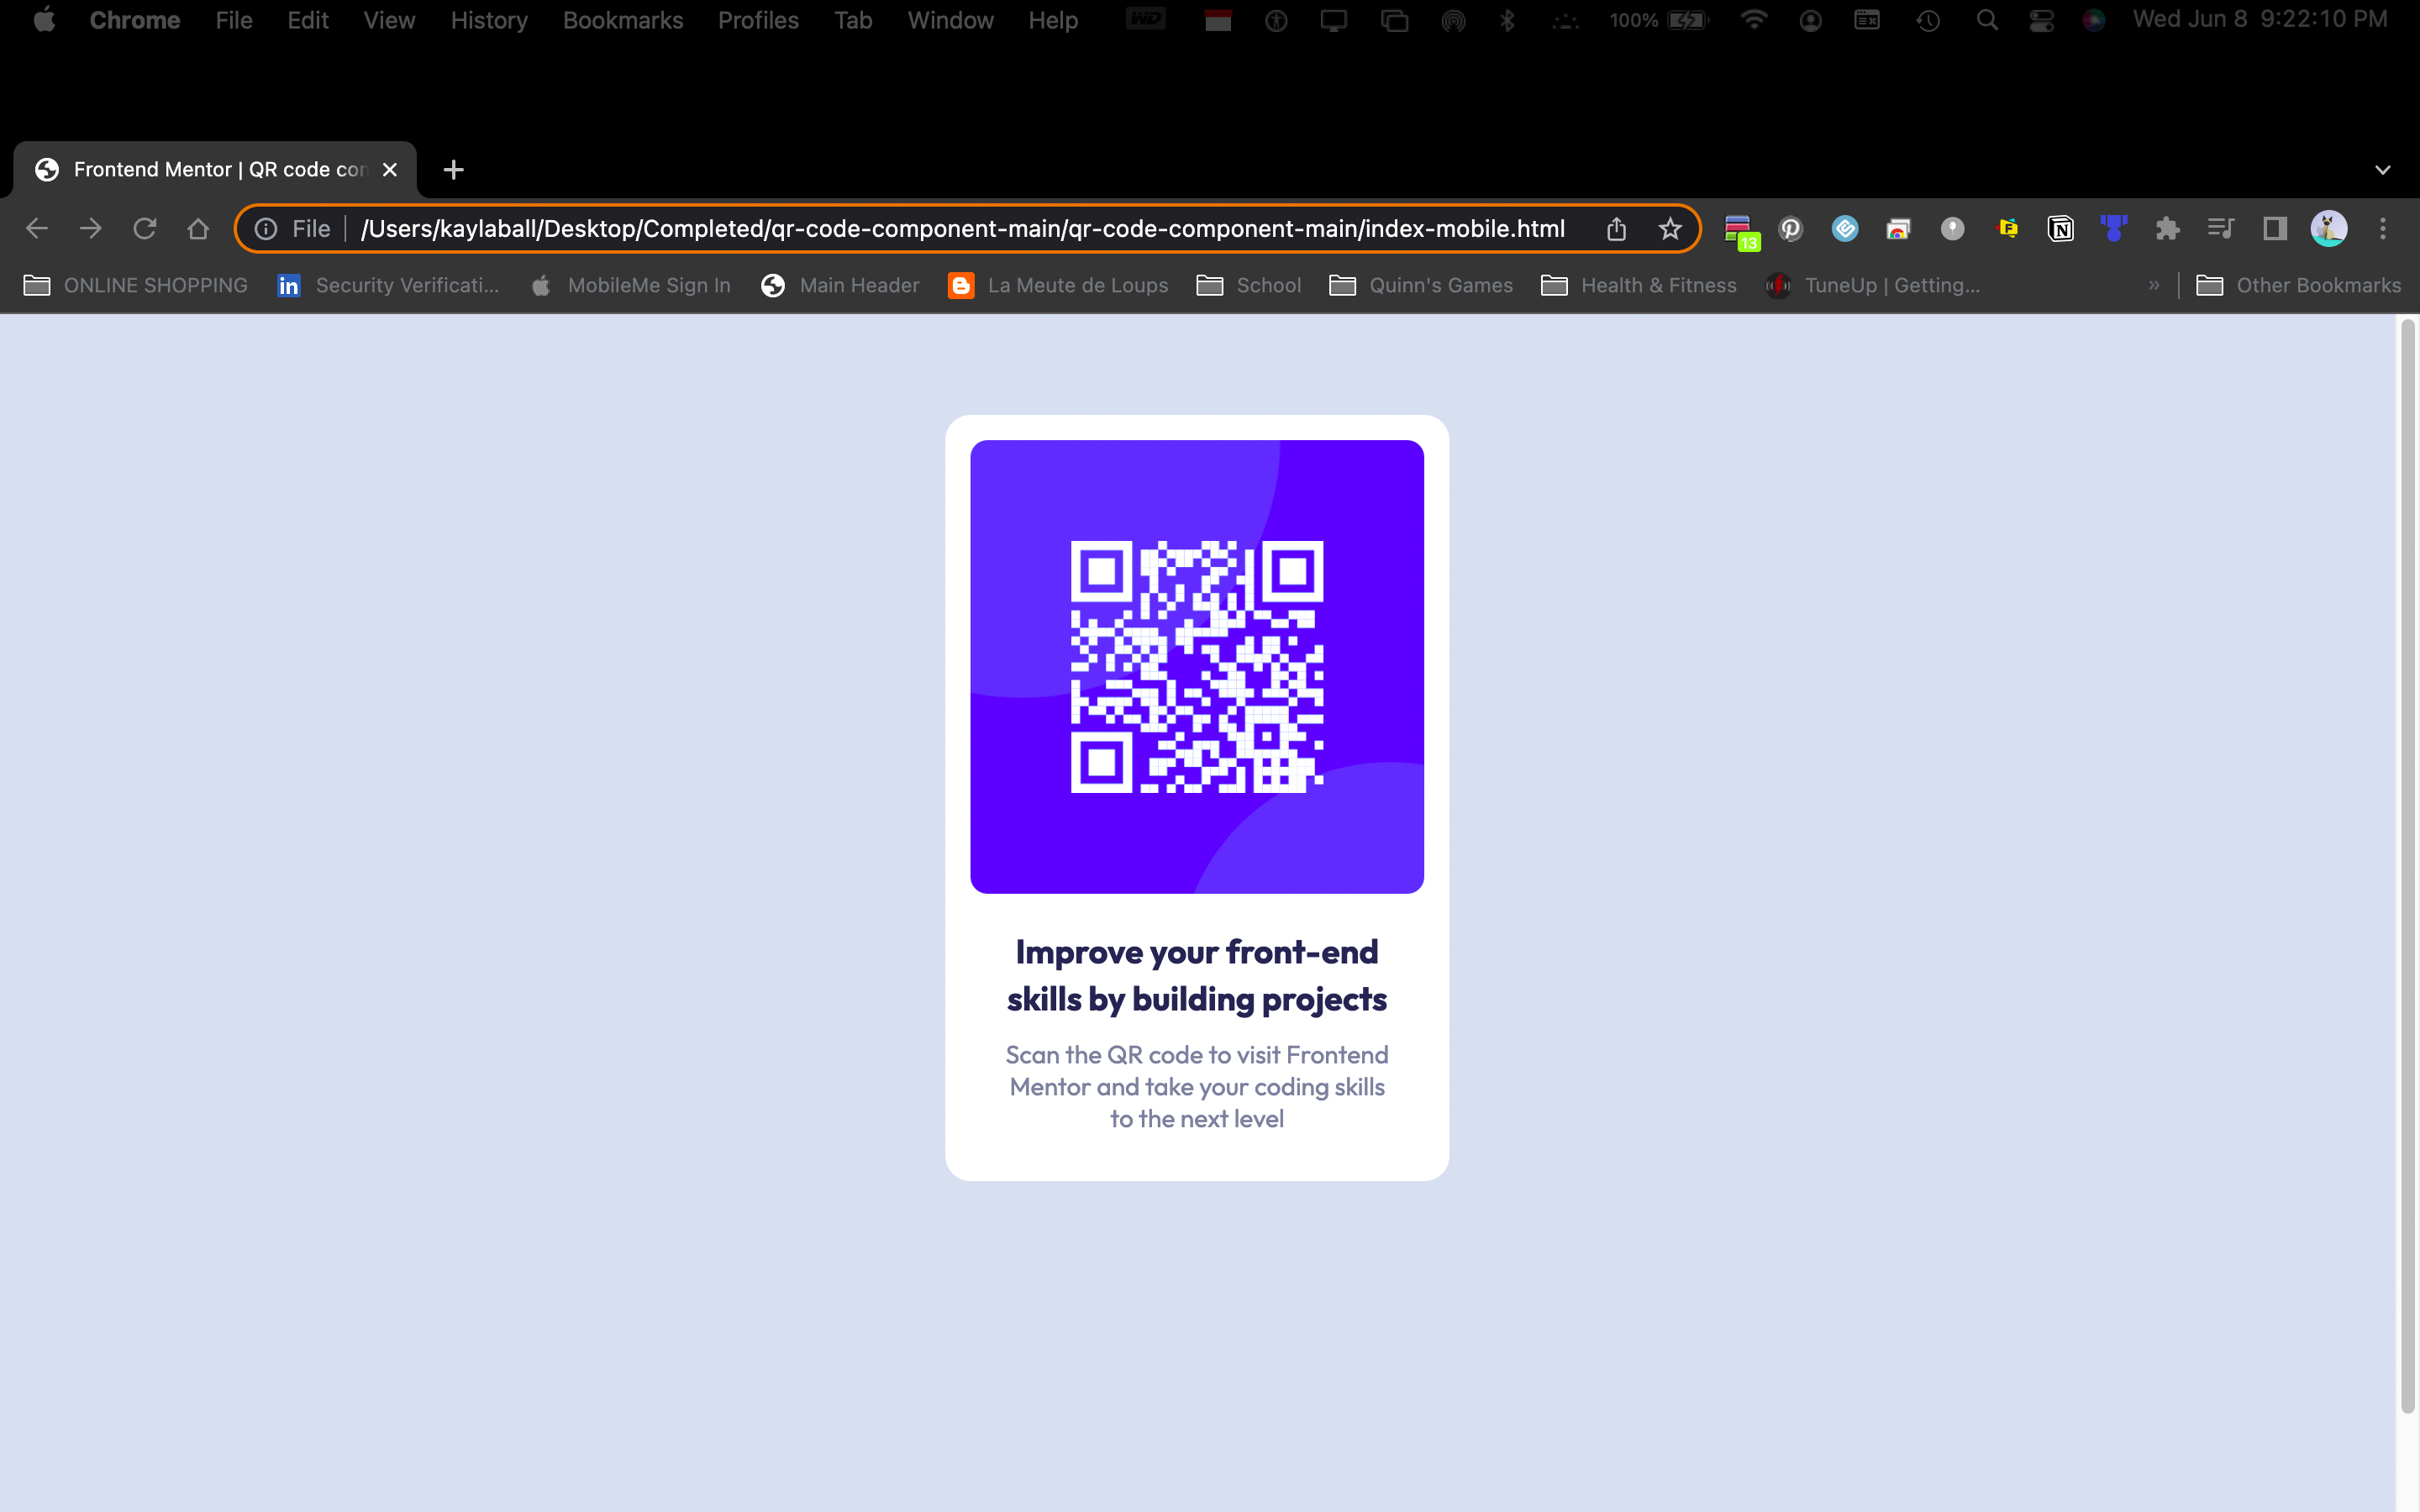 Chrome File Edit View History Bookmarks Profiles Tab Window Help WD 100% Wed Jun 8 9:22:10 PM
Frontend Mentor | QR code con
File /Users/kaylaball/Desktop/Completed/qr-code-component-main/qr-code-component-main/index-mobile.html 13
ONLINE SHOPPING Security Verificati... MobileMe Sign In Main Header La Meute de Loups School Quinn's Games Health & Fitness TuneUp | Getting... » Other Bookmarks
Improve your front-end
skills by building projects
Scan the QR code to visit Frontend
Mentor and take your coding skills
to the next level